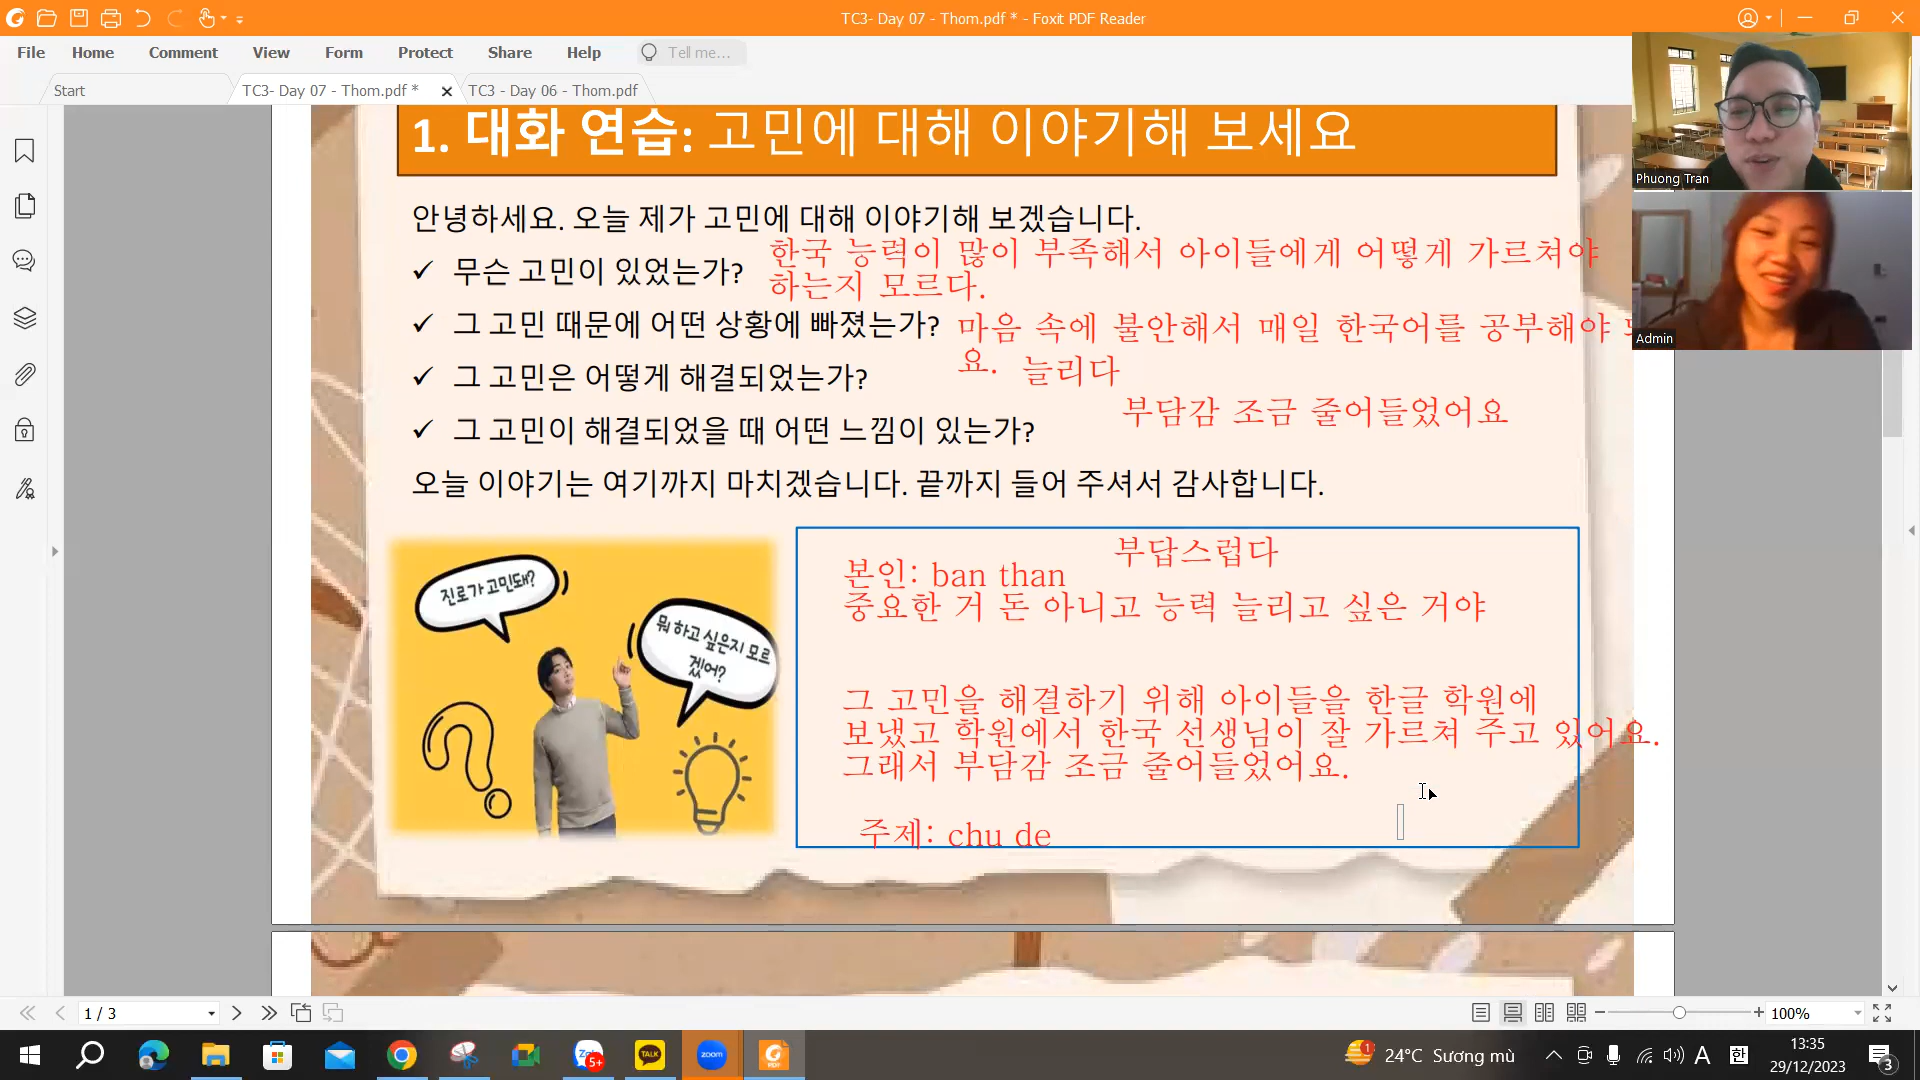 TC3- Day 07 - Thom.pdf * - Foxit PDF Reader
File Home Comment View Form Protect Share Help Tell me...
Start TC3- Day 07 - Thom.pdf * TC3 - Day 06 - Thom.pdf
1. 대화 연습: 고민에 대해 이야기해 보세요
Phuong Tran
Admin
안녕하세요. 오늘 제가 고민에 대해 이야기해 보겠습니다.
✓ 무슨 고민이 있었는가?
한국 능력이 많이 부족해서 아이들에게 어떻게 가르쳐야
하는지 모르다.
✓ 그 고민 때문에 어떤 상황에 빠졌는가?
마음 속에 불안해서 매일 한국어를 공부해야
요. 늘리다
✓ 그 고민은 어떻게 해결되었는가?
부담감 조금 줄어들었어요
✓ 그 고민이 해결되었을 때 어떤 느낌이 있는가?
오늘 이야기는 여기까지 마치겠습니다. 끝까지 들어 주셔서 감사합니다.
진로가 고민돼?
뭐 하고 싶은지 모르
겠어?
부답스럽다
본인: ban than
중요한 거 돈 아니고 능력 늘리고 싶은 거야
그 고민을 해결하기 위해 아이들을 한글 학원에
보냈고 학원에서 한국 선생님이 잘 가르쳐 주고 있어요.
그래서 부담감 조금 줄어들었어요.
주제: chu de
1 / 3
100%
5+
TALK
zoom
PDF
1
24°C Sương mù
A
한
13:35
29/12/2023
3